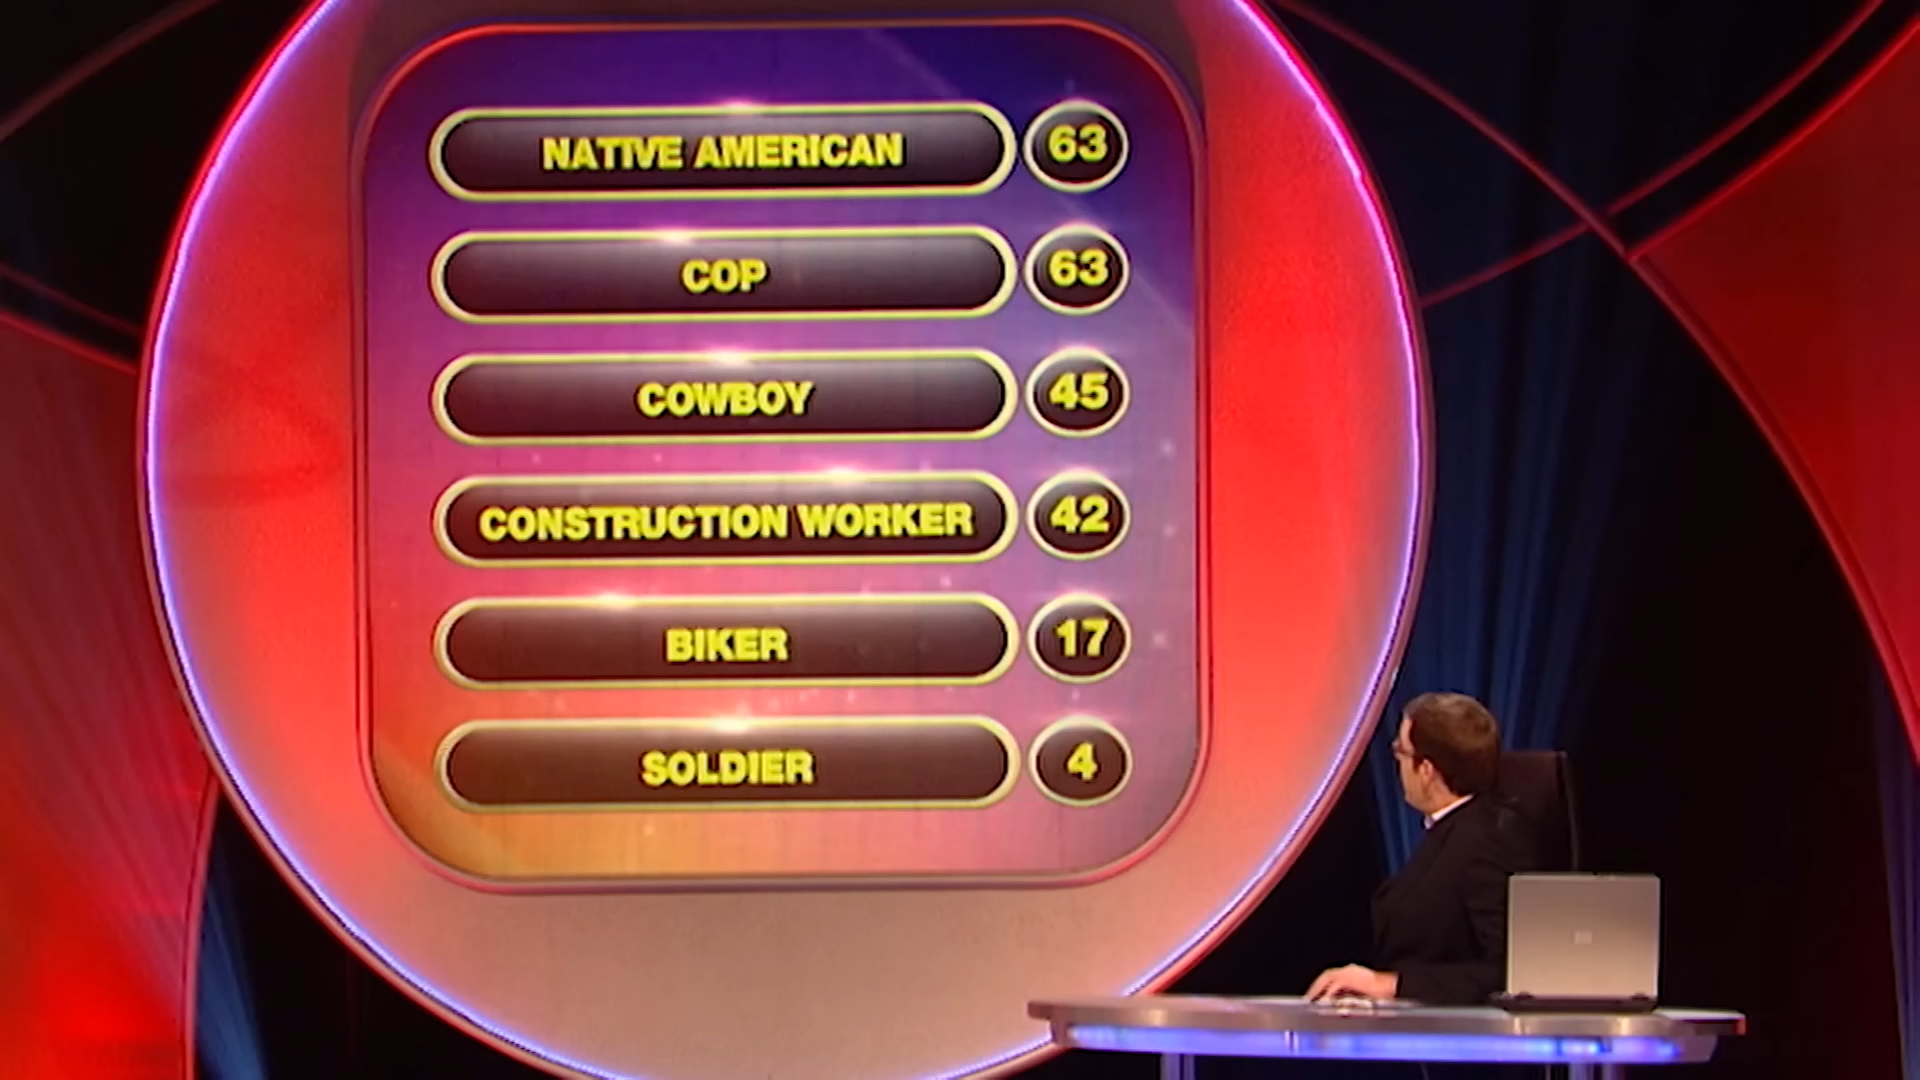 NATIVE AMERICAN 63
COP 63
COWBOY 45
CONSTRUCTION WORKER 42
BIKER 17
SOLDIER 4